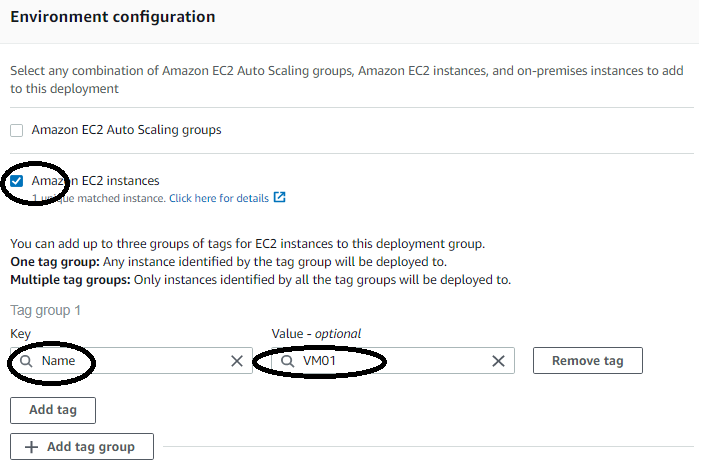 Environment configuration
Select any combination of Amazon EC2 Auto Scaling groups, Amazon EC2 instances, and on-premises instances to add
to this deployment
Amazon EC2 Auto Scaling groups
Amazon EC2 instances
1 unique matched instance. Click here for details
You can add up to three groups of tags for EC2 instances to this deployment group.
One tag group: Any instance identified by the tag group will be deployed to.
Multiple tag groups: Only instances identified by all the tag groups will be deployed to.
Tag group 1
Key Value - optional
Name VM01 Remove tag
Add tag
Add tag group